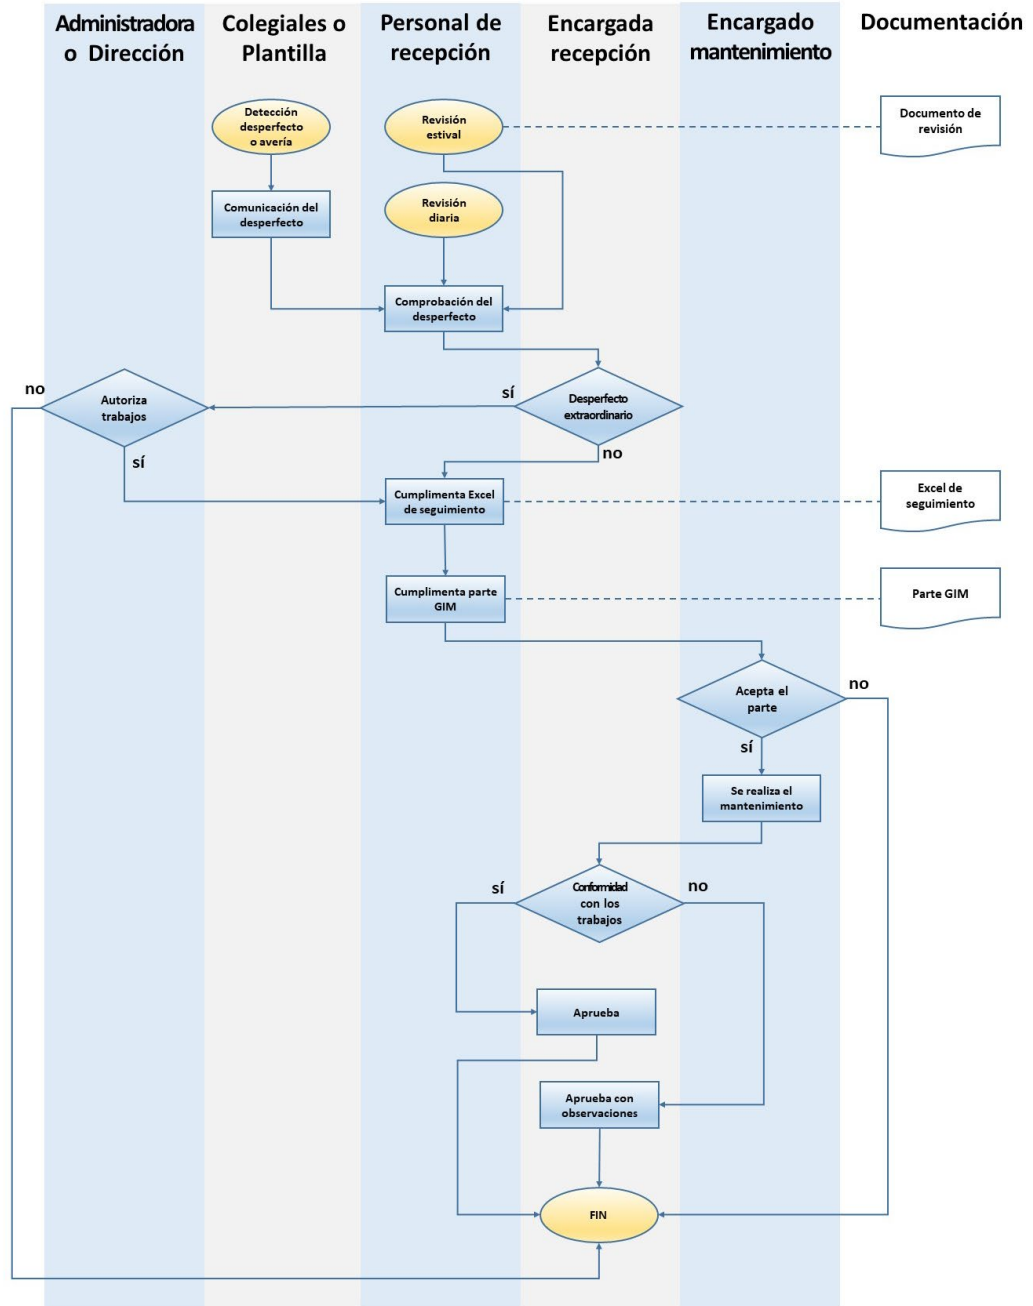 Administradora
o Dirección
Colegiales o
Plantilla
Personal de
recepción
Encargada
recepción
Encargado
mantenimiento
Documentación
Detección
desperfecto
o avería
Revisión
estival
Documento de
revisión
Comunicación del
desperfecto
Revisión
diaria
Comprobación del
desperfecto
no
Autoriza
trabajos
sí
Desperfecto
extraordinario
sí
no
Cumplimenta Excel
de seguimiento
Excel de
seguimiento
Cumplimenta parte
GIM
Parte GIM
Acepta el
parte
no
sí
Se realiza el
mantenimiento
sí
Conformidad
con los
trabajos
no
Aprueba
Aprueba con
observaciones
FIN